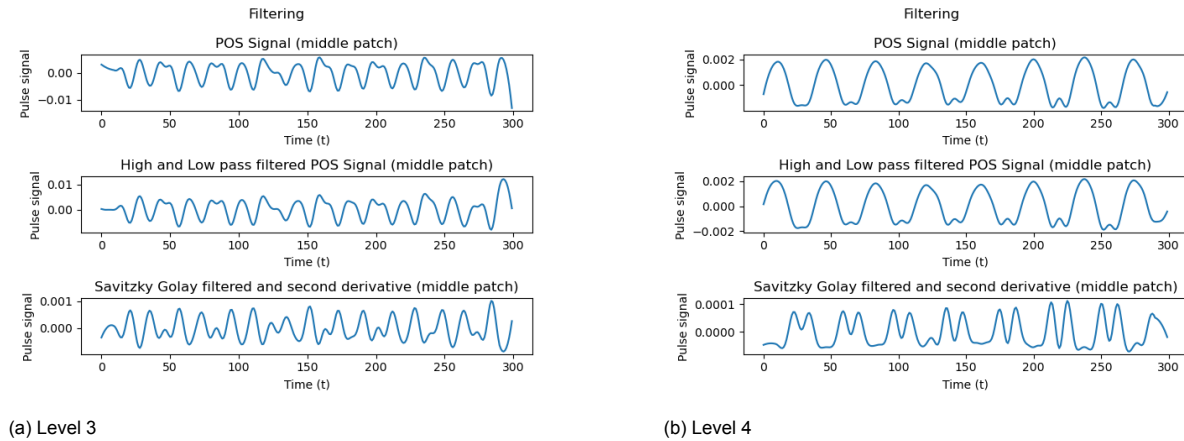 Filtering
POS Signal (middle patch)
Pulse signal
0.00
−0.01
0 50 100 150 200 250 300
Time (t)
High and Low pass filtered POS Signal (middle patch)
Pulse signal
0.01
0.00
0 50 100 150 200 250 300
Time (t)
Savitzky Golay filtered and second derivative (middle patch)
Pulse signal
0.001
0.000
0 50 100 150 200 250 300
Time (t)
(a) Level 3
Filtering
POS Signal (middle patch)
Pulse signal
0.002
0.000
0 50 100 150 200 250 300
Time (t)
High and Low pass filtered POS Signal (middle patch)
Pulse signal
0.002
0.000
−0.002
0 50 100 150 200 250 300
Time (t)
Savitzky Golay filtered and second derivative (middle patch)
Pulse signal
0.0001
0.0000
0 50 100 150 200 250 300
Time (t)
(b) Level 4